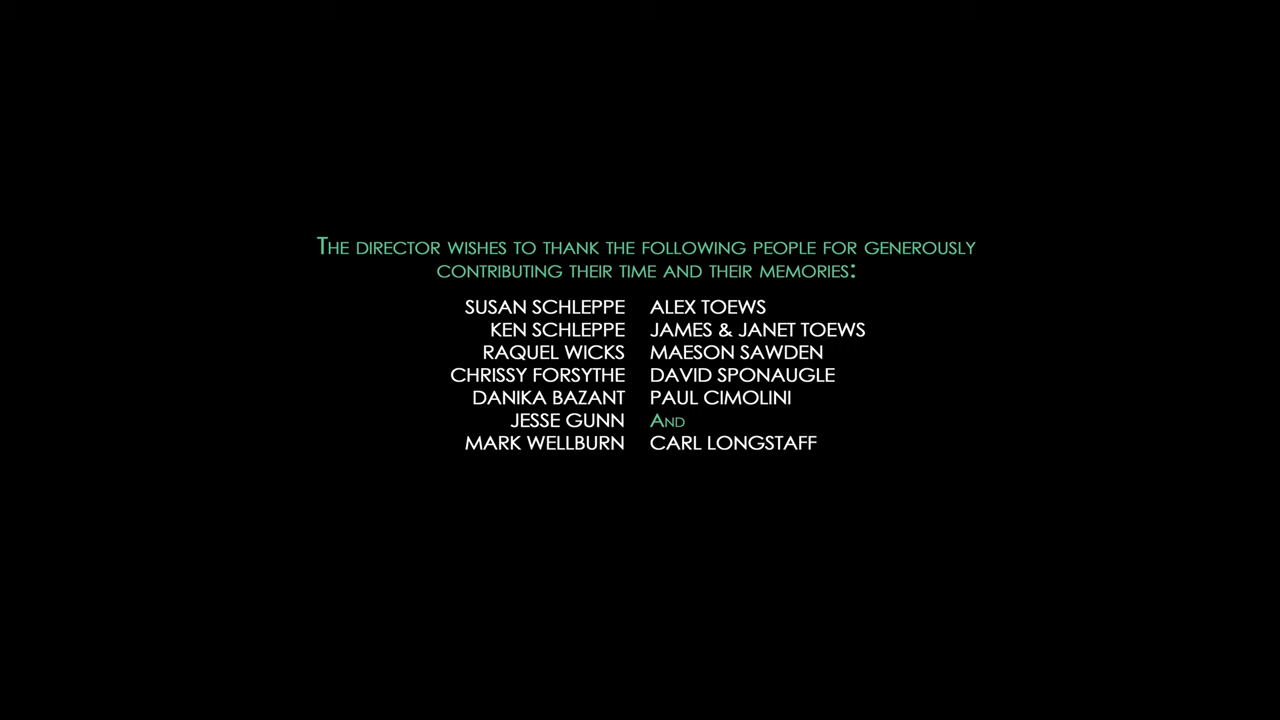 The director wishes to thank the following people for generously
contributing their time and their memories:
SUSAN SCHLEPPE ALEX TOEWS
KEN SCHLEPPE JAMES & JANET TOEWS
RAQUEL WICKS MAESON SAWDEN
CHRISSY FORSYTHE DAVID SPONAUGLE
DANIKA BAZANT PAUL CIMOLINI
JESSE GUNN And
MARK WELLBURN CARL LONGSTAFF